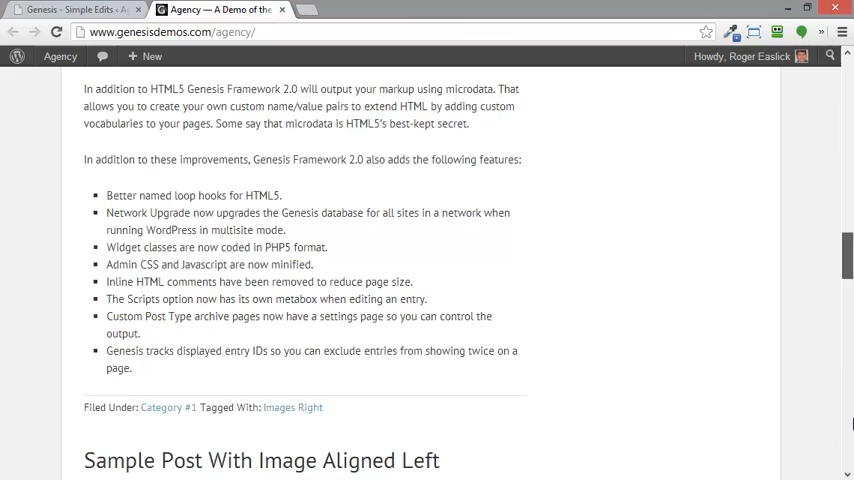 Genesis - Simple Edits ‹ A
Agency — A Demo of the
www.genesisdemos.com/agency/
Agency
New
Howdy, Roger Easlick
In addition to HTML5 Genesis Framework 2.0 will output your markup using microdata. That
allows you to create your own custom name/value pairs to extend HTML by adding custom
vocabularies to your pages. Some say that microdata is HTML5's best-kept secret.
In addition to these improvements, Genesis Framework 2.0 also adds the following features:
Better named loop hooks for HTML5.
Network Upgrade now upgrades the Genesis database for all sites in a network when
running WordPress in multisite mode.
Widget classes are now coded in PHP5 format.
Admin CSS and Javascript are now minified.
Inline HTML comments have been removed to reduce page size.
The Scripts option now has its own metabox when editing an entry.
Custom Post Type archive pages now have a settings page so you can control the
output.
Genesis tracks displayed entry IDs so you can exclude entries from showing twice on a
page.
Filed Under: Category #1 Tagged With: Images Right
Sample Post With Image Aligned Left